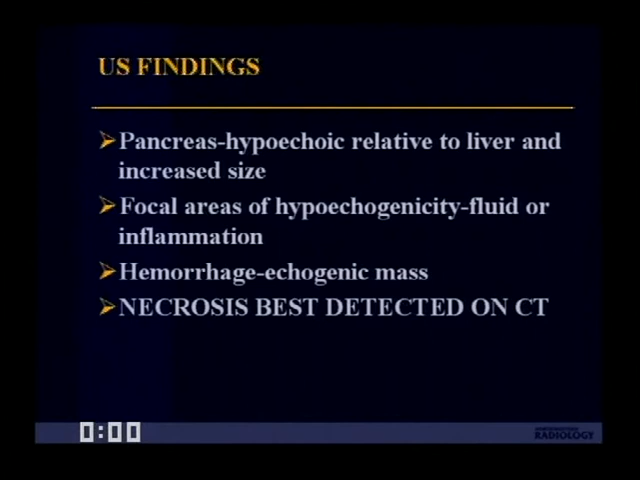 US FINDINGS
Pancreas-hypoechoic relative to liver and
increased size
Focal areas of hypoechogenicity-fluid or
inflammation
Hemorrhage-echogenic mass
NECROSIS BEST DETECTED ON CT
0:00
RADIOLOGY